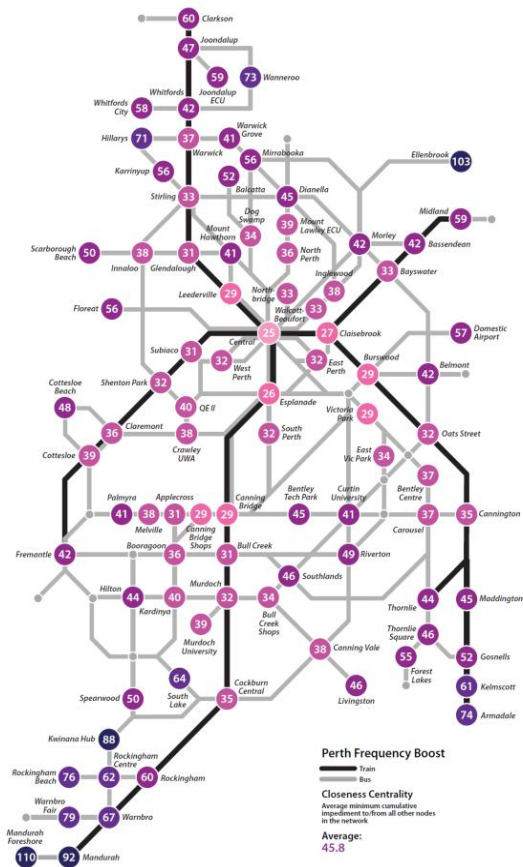 60 Clarkson
47 Joondalup
59 Joondalup
ECU
73 Wanneroo
Whitfords
Whitfords
City 58
42
Hillarys 71
37 Warwick
41 Warwick
Grove
Mirrabooka
56
Karrinyup 56
52 Balcatta
45 Dianella
Ellenbrook 103
Stirling 33
Dog
Swamp
34
39 Mount
Lawley ECU
Midland 59
Mount
Hawthorn
41
36 North
Perth
Morley
42
42 Bassendean
Scarborough
Beach 50
38 Innaloo
31 Glendalough
Inglewood
38
33 Bayswater
Leederville 29
North-
bridge 33
Walcott-
Beaufort
33
Floreat 56
25 Central
27 Claisebrook
57 Domestic
Airport
Subiaco 31
32 West
Perth
32 East
Perth
Burswood
29
42 Belmont
Shenton Park 32
26 Esplanade
Cottesloe
Beach
48
40 QE II
Victoria
Park 29
36 Claremont
38 Crawley
UWA
32 South
Perth
32 Oats Street
Cottesloe 39
East
Vic Park
34
37 Bentley
Centre
Palmyra 41
38 Melville
Applecross 31
29 Canning
Bridge
Shops
Canning
Bridge
29
Bentley
Tech Park
45
Curtin
University
41
37 Carousel
35 Cannington
Fremantle 42
Booragoon 36
31 Bull Creek
49 Riverton
46 Southlands
Hilton 44
40 Kardinya
Murdoch 32
34 Bull
Creek
Shops
Thornlie 44
45 Maddington
39 Murdoch
University
Thornlie
Square 46
38 Canning Vale
55 Forest
Lakes
52 Gosnells
64 South
Lake
46 Livingston
61 Kelmscott
Spearwood 50
Cockburn
Central
35
74 Armadale
Kwinana Hub 88
Rockingham
Centre
Rockingham
Beach 76
62
60 Rockingham
Warnbro
Fair 79
67 Warnbro
Mandurah
Foreshore
110
92 Mandurah
Perth Frequency Boost
Train
Bus
Closeness Centrality
Average minimum cumulative
impediment to/from all other nodes
in the network
Average:
45.8